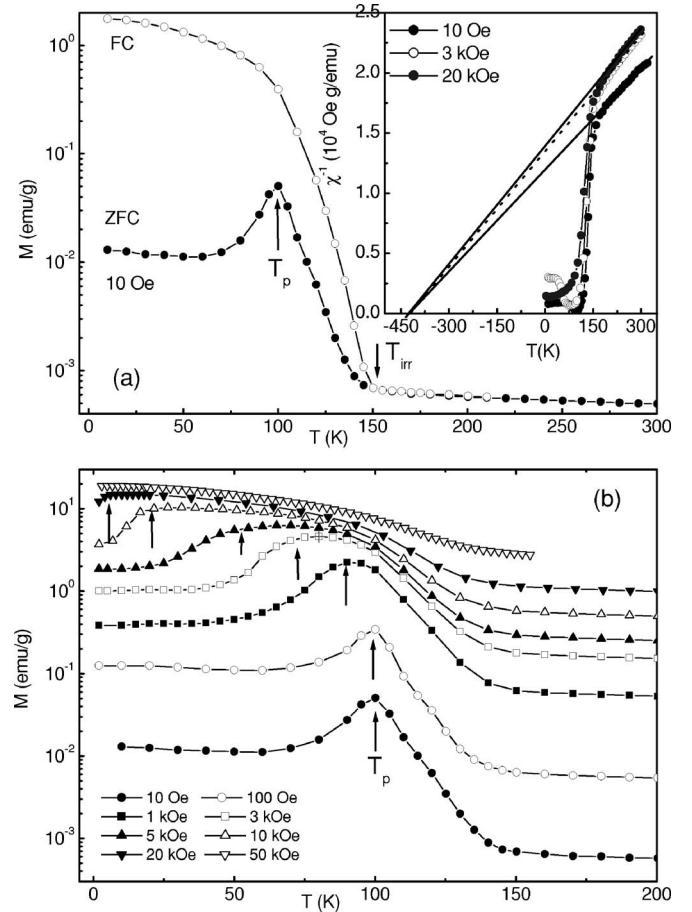 10⁰
10⁻¹
10⁻²
10⁻³
M (emu/g)
FC
ZFC
10 Oe
Tp
Tirr
(a)
0 50 100 150 200 250 300
T (K)
2.5
2.0
1.5
1.0
0.5
0.0
χ⁻¹ (10⁴ Oe g/emu)
10 Oe
3 kOe
20 kOe
-450 -300 -150 0 150 300
T(K)
(b)
10¹
10⁰
10⁻¹
10⁻²
10⁻³
M (emu/g)
Tp
10 Oe 100 Oe
1 kOe 3 kOe
5 kOe 10 kOe
20 kOe 50 kOe
0 50 100 150 200
T (K)